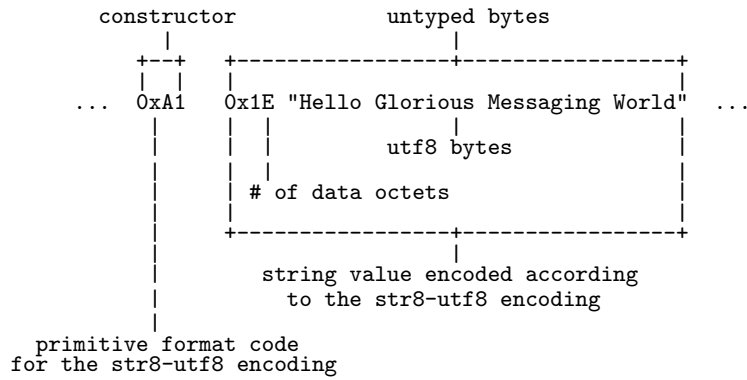 constructor untyped bytes
... 0xA1 0x1E "Hello Glorious Messaging World" ...
utf8 bytes
# of data octets
string value encoded according
to the str8-utf8 encoding
primitive format code
for the str8-utf8 encoding